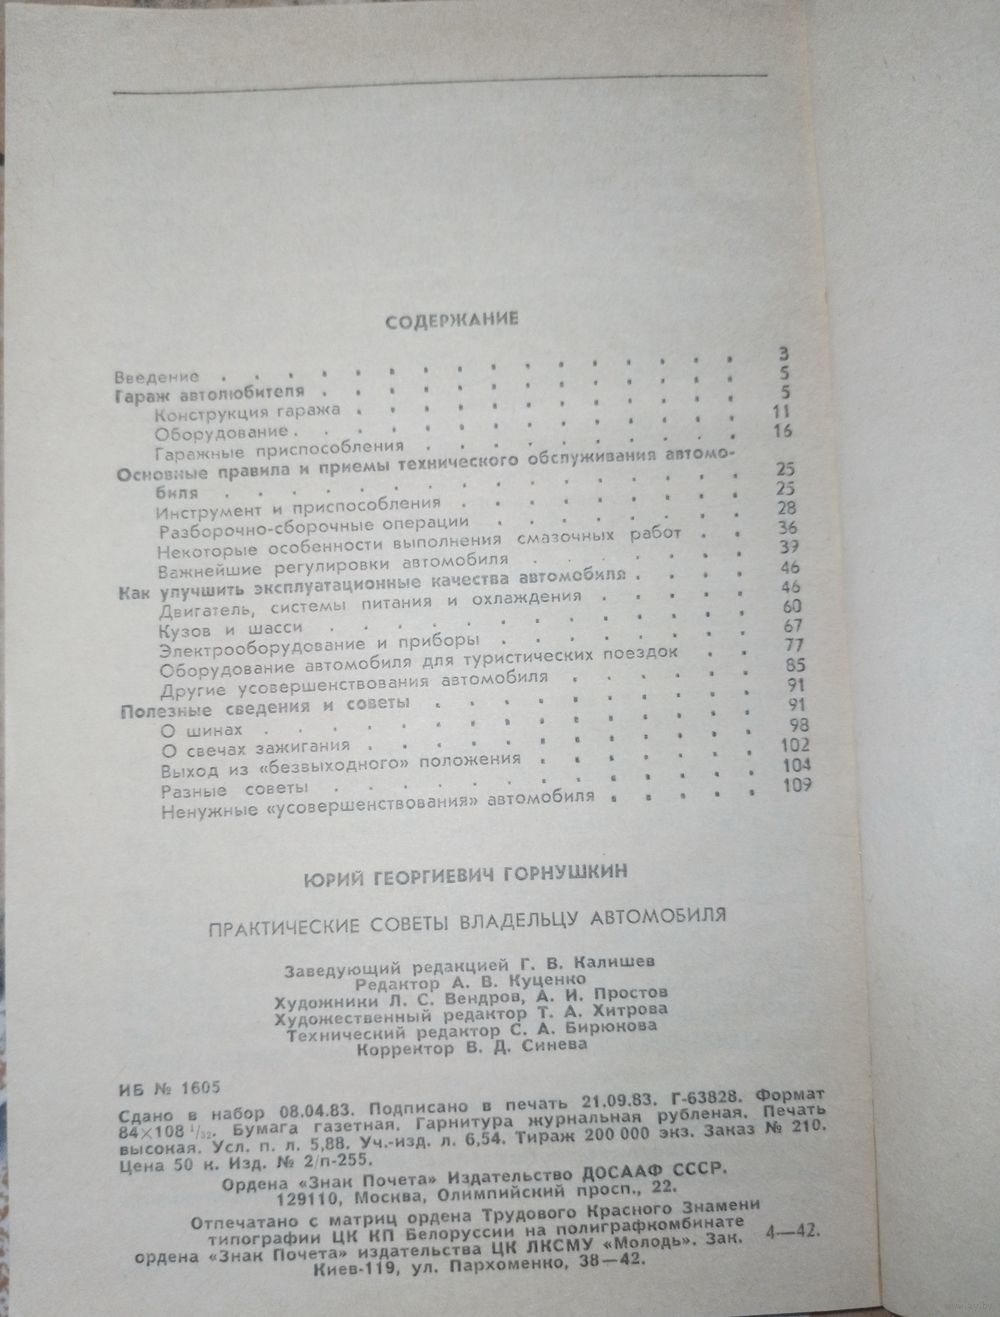 СОДЕРЖАНИЕ
Введение . . . . . . . . . . . . . . . . 3
Гараж автолюбителя . . . . . . . . . . . . . 5
Конструкция гаража . . . . . . . . . . . . 5
Оборудование . . . . . . . . . . . . . . 11
Гаражные приспособления . . . . . . . . . . 16
Основные правила и приемы технического обслуживания автомо-
биля . . . . . . . . . . . . . . . . 25
Инструмент и приспособления . . . . . . . . . 25
Разборочно-сборочные операции . . . . . . . . 28
Некоторые особенности выполнения смазочных работ . . 36
Важнейшие регулировки автомобиля . . . . . . . 39
Как улучшить эксплуатационные качества автомобиля . . . . 46
Двигатель, системы питания и охлаждения . . . . . 46
Кузов и шасси . . . . . . . . . . . . . 60
Электрооборудование и приборы . . . . . . . . 67
Оборудование автомобиля для туристических поездок . . 77
Другие усовершенствования автомобиля . . . . . . 85
Полезные сведения и советы . . . . . . . . . . 91
О шинах . . . . . . . . . . . . . . . 91
О свечах зажигания . . . . . . . . . . . . 98
Выход из «безвыходного» положения . . . . . . . 102
Разные советы . . . . . . . . . . . . . 104
Ненужные «усовершенствования» автомобиля . . . . . 109
ЮРИЙ ГЕОРГИЕВИЧ ГОРНУШКИН
ПРАКТИЧЕСКИЕ СОВЕТЫ ВЛАДЕЛЬЦУ АВТОМОБИЛЯ
Заведующий редакцией Г. В. Калишев
Редактор А. В. Куценко
Художники Л. С. Вендров, А. И. Простов
Художественный редактор Т. А. Хитрова
Технический редактор С. А. Бирюкова
Корректор В. Д. Синева
ИБ № 1605
Сдано в набор 08.04.83. Подписано в печать 21.09.83. Г-63828. Формат
84×108 1/32. Бумага газетная. Гарнитура журнальная рубленая. Печать
высокая. Усл. п. л. 5,88. Уч.-изд. л. 6,54. Тираж 200 000 экз. Заказ № 210.
Цена 50 к. Изд. № 2/п-255.
Ордена «Знак Почета» Издательство ДОСААФ СССР.
129110, Москва, Олимпийский просп., 22.
Отпечатано с матриц ордена Трудового Красного Знамени
типографии ЦК КП Белоруссии на полиграфкомбинате
ордена «Знак Почета» издательства ЦК ЛКСМУ «Молодь». Зак. 4—42.
Киев-119, ул. Пархоменко, 38—42.